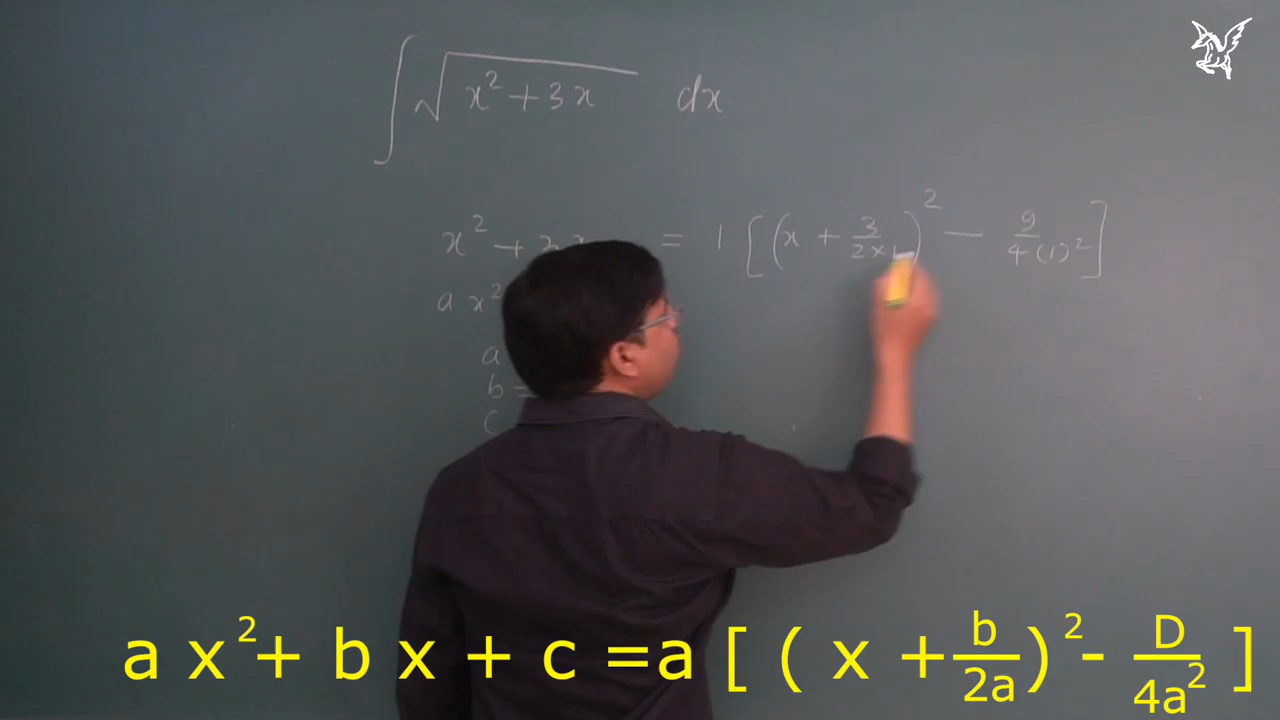 ∫ √(x² + 3x) dx
x² + 3x = 1 [(x + 3/(2×1))² − 9/(4(1)²)]
a x²
a
b =
c
a x² + b x + c = a [ ( x + b/2a )² - D/4a² ]